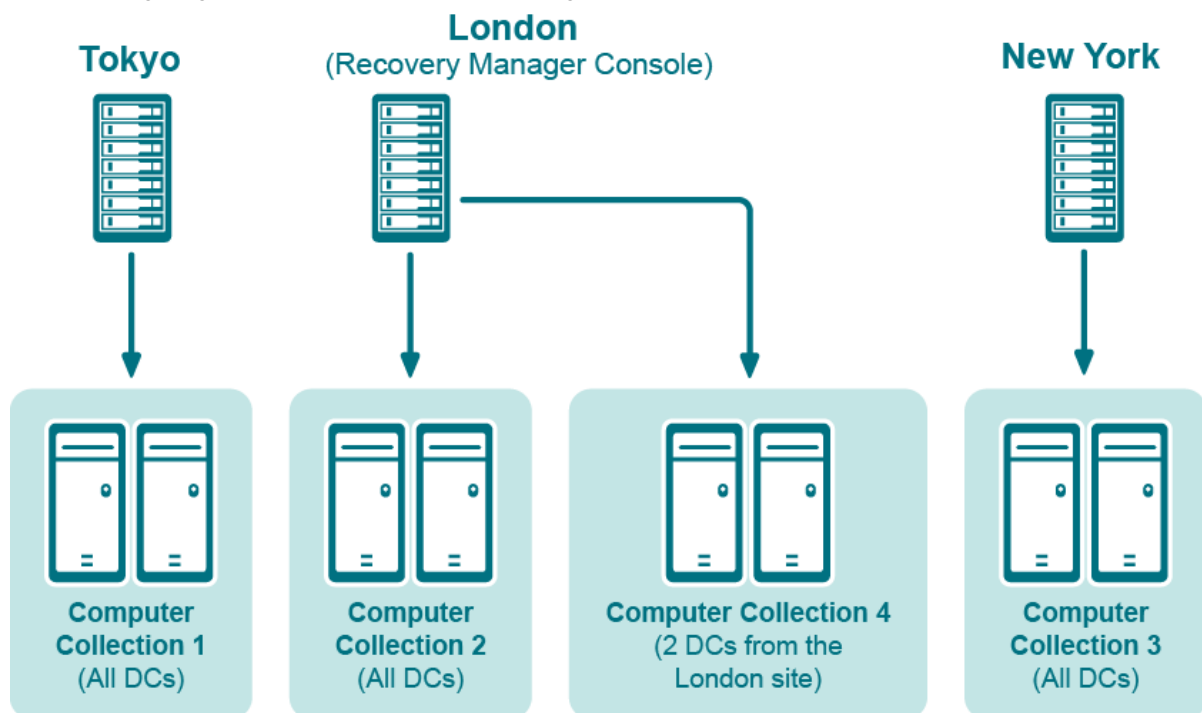 Tokyo
London
(Recovery Manager Console)
New York
Computer
Collection 1
(All DCs)
Computer
Collection 2
(All DCs)
Computer Collection 4
(2 DCs from the
London site)
Computer
Collection 3
(All DCs)